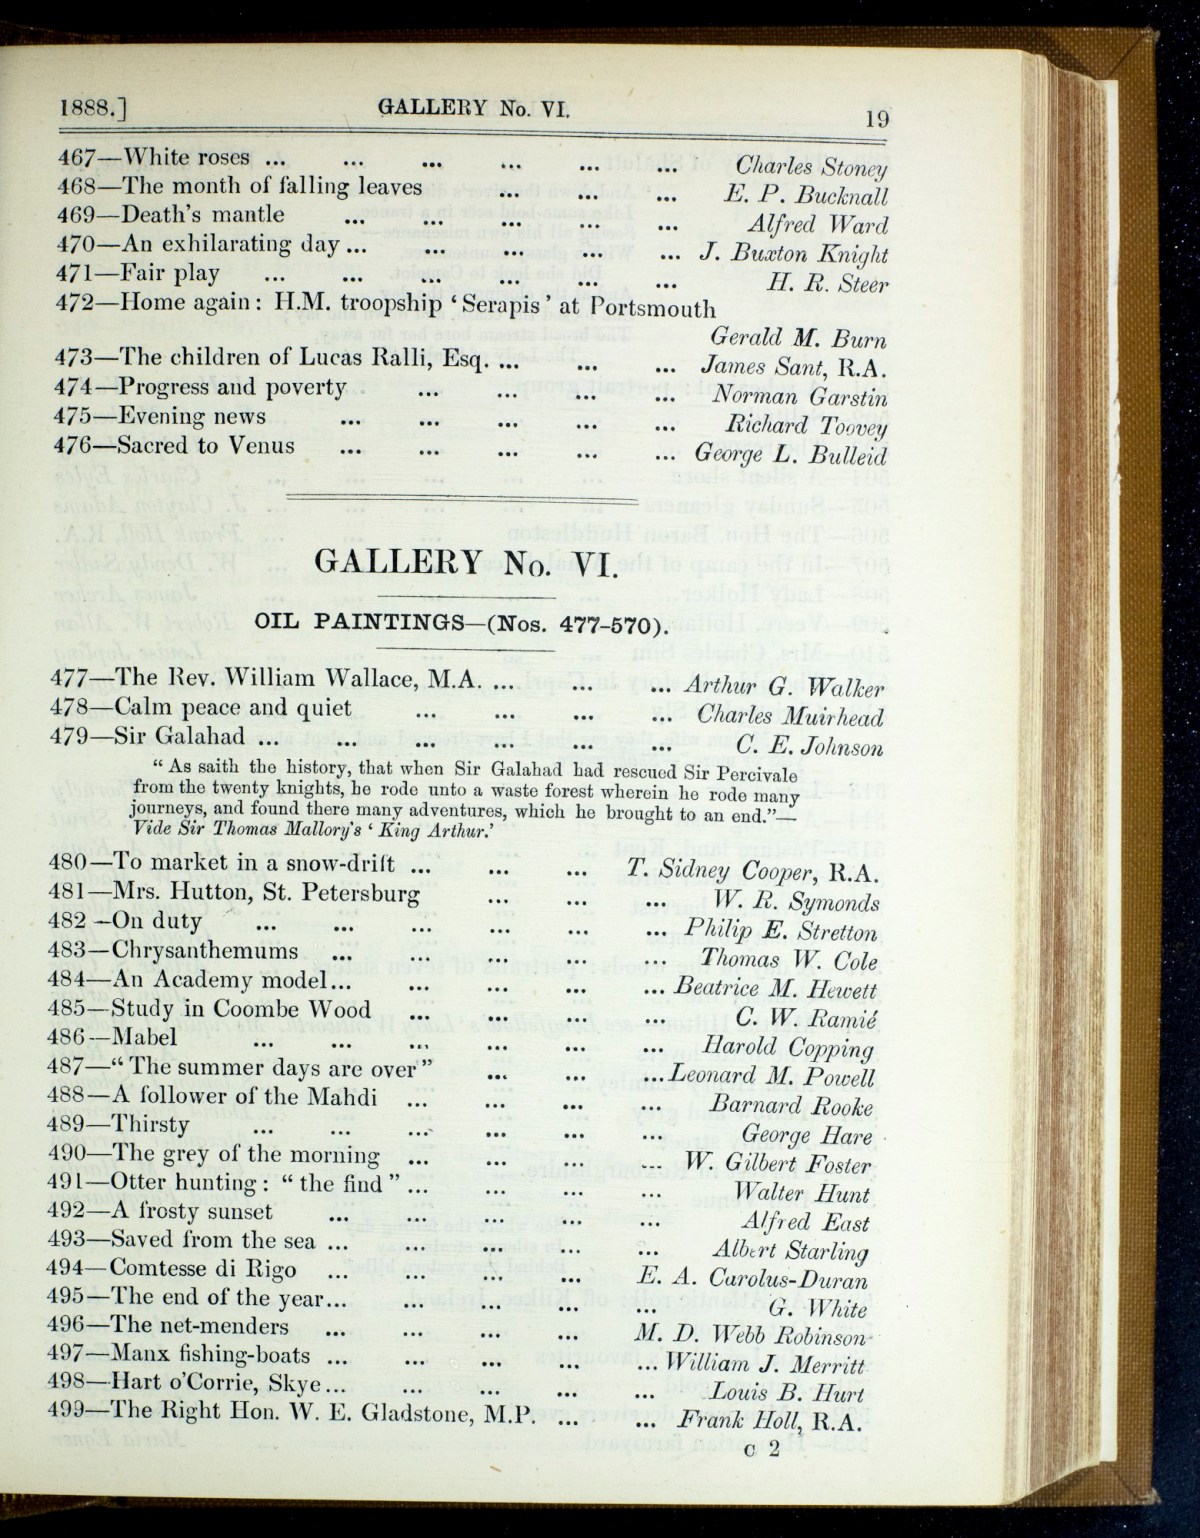 1888.] GALLERY No. VI. 19
467—White roses ... ... ... ... ... ... Charles Stoney
468—The month of falling leaves ... ... ... E. P. Bucknall
469—Death's mantle ... ... ... ... ... Alfred Ward
470—An exhilarating day ... ... ... ... ... J. Buxton Knight
471—Fair play ... ... ... ... ... ... H. R. Steer
472—Home again: H.M. troopship ‘Serapis’ at Portsmouth
Gerald M. Burn
473—The children of Lucas Ralli, Esq. ... ... ... James Sant, R.A.
474—Progress and poverty ... ... ... ... Norman Garstin
475—Evening news ... ... ... ... ... Richard Toovey
476—Sacred to Venus ... ... ... ... ... George L. Bulleid
GALLERY No. VI.
OIL PAINTINGS—(Nos. 477-570).
477—The Rev. William Wallace, M.A. ... ... ... Arthur G. Walker
478—Calm peace and quiet ... ... ... ... Charles Muirhead
479—Sir Galahad ... ... ... ... ... ... C. E. Johnson
“As saith the history, that when Sir Galahad had rescued Sir Percivale
from the twenty knights, he rode unto a waste forest wherein he rode many
journeys, and found there many adventures, which he brought to an end.”—
Vide Sir Thomas Mallory's ‘King Arthur.’
480—To market in a snow-drift ... ... ... T. Sidney Cooper, R.A.
481—Mrs. Hutton, St. Petersburg ... ... ... W. R. Symonds
482—On duty ... ... ... ... ... ... Philip E. Stretton
483—Chrysanthemums ... ... ... ... ... Thomas W. Cole
484—An Academy model... ... ... ... ... Beatrice M. Hewett
485—Study in Coombe Wood ... ... ... ... C. W. Ramié
486—Mabel ... ... ... ... ... ... Harold Copping
487—“The summer days are over” ... ... ... Leonard M. Powell
488—A follower of the Mahdi ... ... ... ... Barnard Rooke
489—Thirsty ... ... ... ... ... ... George Hare
490—The grey of the morning ... ... ... ... W. Gilbert Foster
491—Otter hunting: “the find” ... ... ... ... Walter Hunt
492—A frosty sunset ... ... ... ... ... Alfred East
493—Saved from the sea ... ... ... ... ... Albert Starling
494—Comtesse di Rigo ... ... ... ... E. A. Carolus-Duran
495—The end of the year... ... ... ... ... G. White
496—The net-menders ... ... ... ... M. D. Webb Robinson
497—Manx fishing-boats ... ... ... ... ... William J. Merritt
498—Hart o'Corrie, Skye... ... ... ... ... Louis B. Hurt
499—The Right Hon. W. E. Gladstone, M.P. ... ... Frank Holl, R.A.
C 2